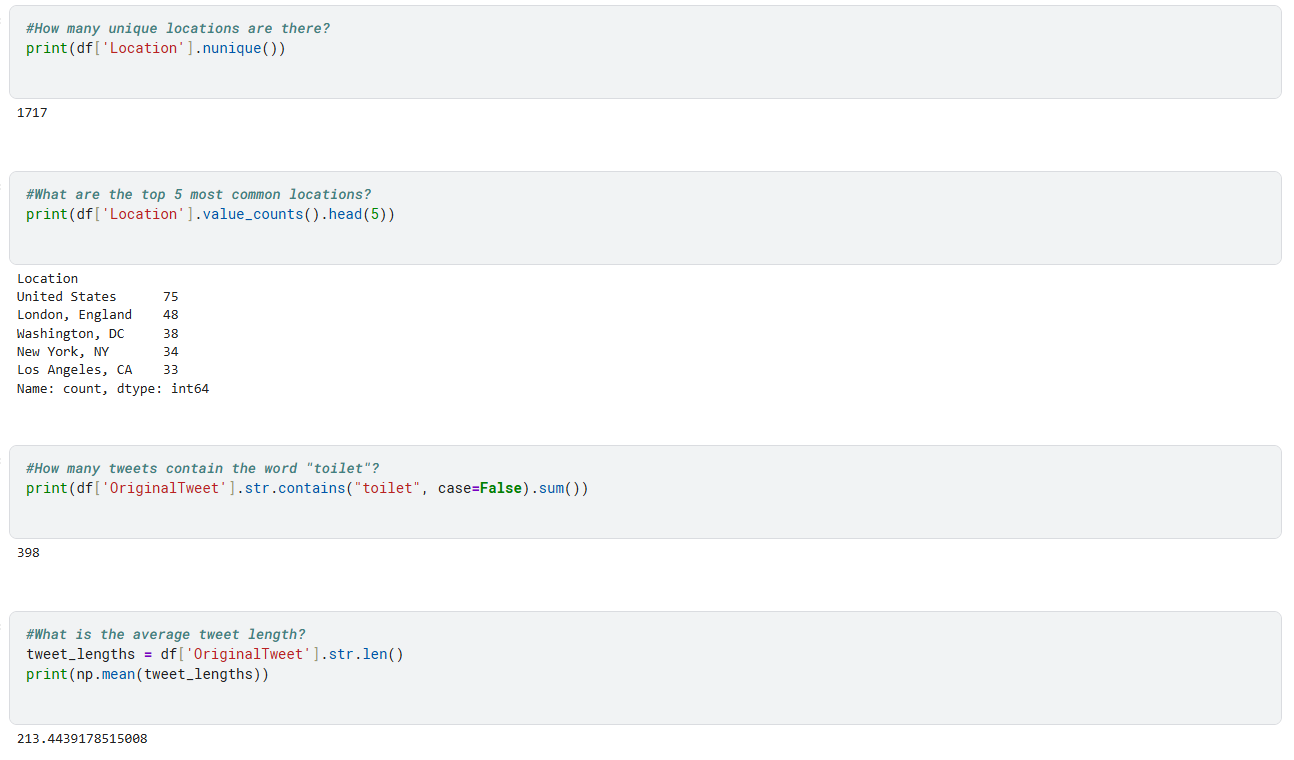 #How many unique locations are there?
print(df['Location'].nunique())
1717
#What are the top 5 most common locations?
print(df['Location'].value_counts().head(5))
Location
United States      75
London, England    48
Washington, DC     38
New York, NY       34
Los Angeles, CA    33
Name: count, dtype: int64
#How many tweets contain the word "toilet"?
print(df['OriginalTweet'].str.contains("toilet", case=False).sum())
398
#What is the average tweet length?
tweet_lengths = df['OriginalTweet'].str.len()
print(np.mean(tweet_lengths))
213.4439178515008